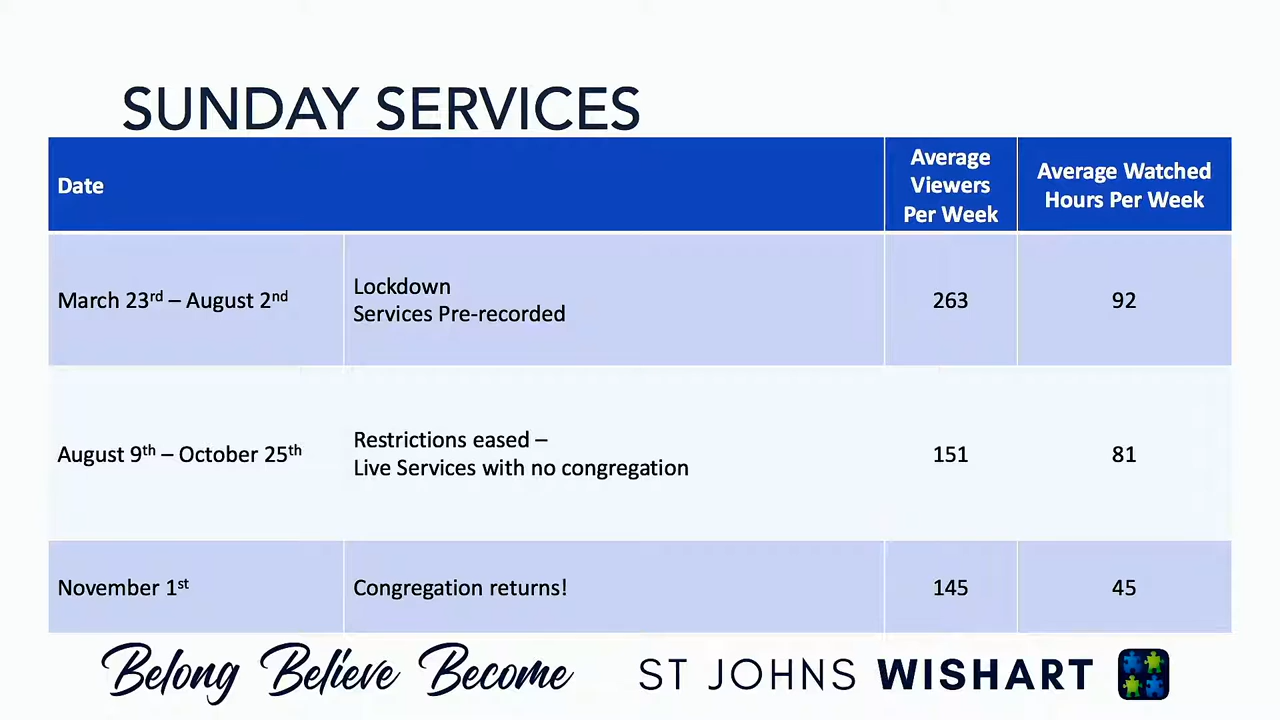 SUNDAY SERVICES
Date
Average
Viewers
Per Week
Average Watched
Hours Per Week
March 23rd – August 2nd
Lockdown
Services Pre-recorded
263
92
August 9th – October 25th
Restrictions eased –
Live Services with no congregation
151
81
November 1st
Congregation returns!
145
45
Belong Believe Become
ST JOHNS WISHART